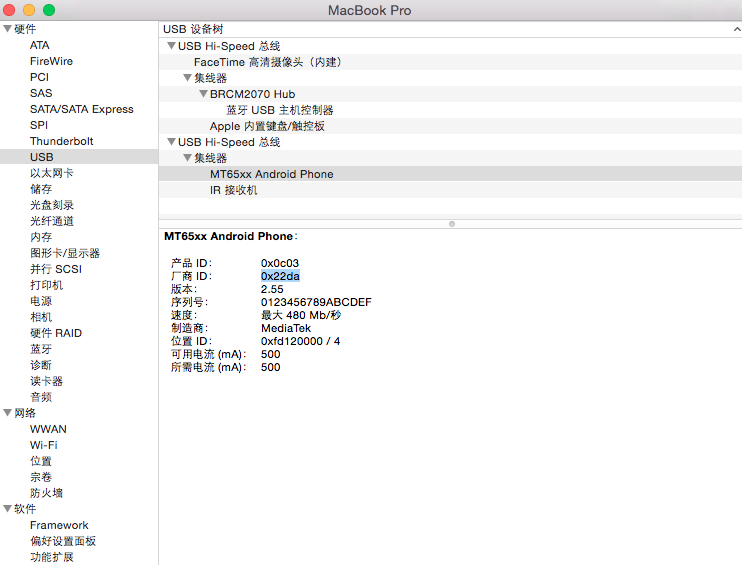 MacBook Pro
硬件
ATA
FireWire
PCI
SAS
SATA/SATA Express
SPI
Thunderbolt
USB
以太网卡
储存
光盘刻录
光纤通道
内存
图形卡/显示器
并行 SCSI
打印机
电源
相机
硬件 RAID
蓝牙
诊断
读卡器
音频
网络
WWAN
Wi-Fi
位置
宗卷
防火墙
软件
Framework
偏好设置面板
功能扩展
USB 设备树
USB Hi-Speed 总线
FaceTime 高清摄像头（内建）
集线器
BRCM2070 Hub
蓝牙 USB 主机控制器
Apple 内置键盘/触控板
USB Hi-Speed 总线
集线器
MT65xx Android Phone
IR 接收机
MT65xx Android Phone：
产品 ID： 0x0c03
厂商 ID： 0x22da
版本： 2.55
序列号： 0123456789ABCDEF
速度： 最大 480 Mb/秒
制造商： MediaTek
位置 ID： 0xfd120000 / 4
可用电流 (mA)： 500
所需电流 (mA)： 500